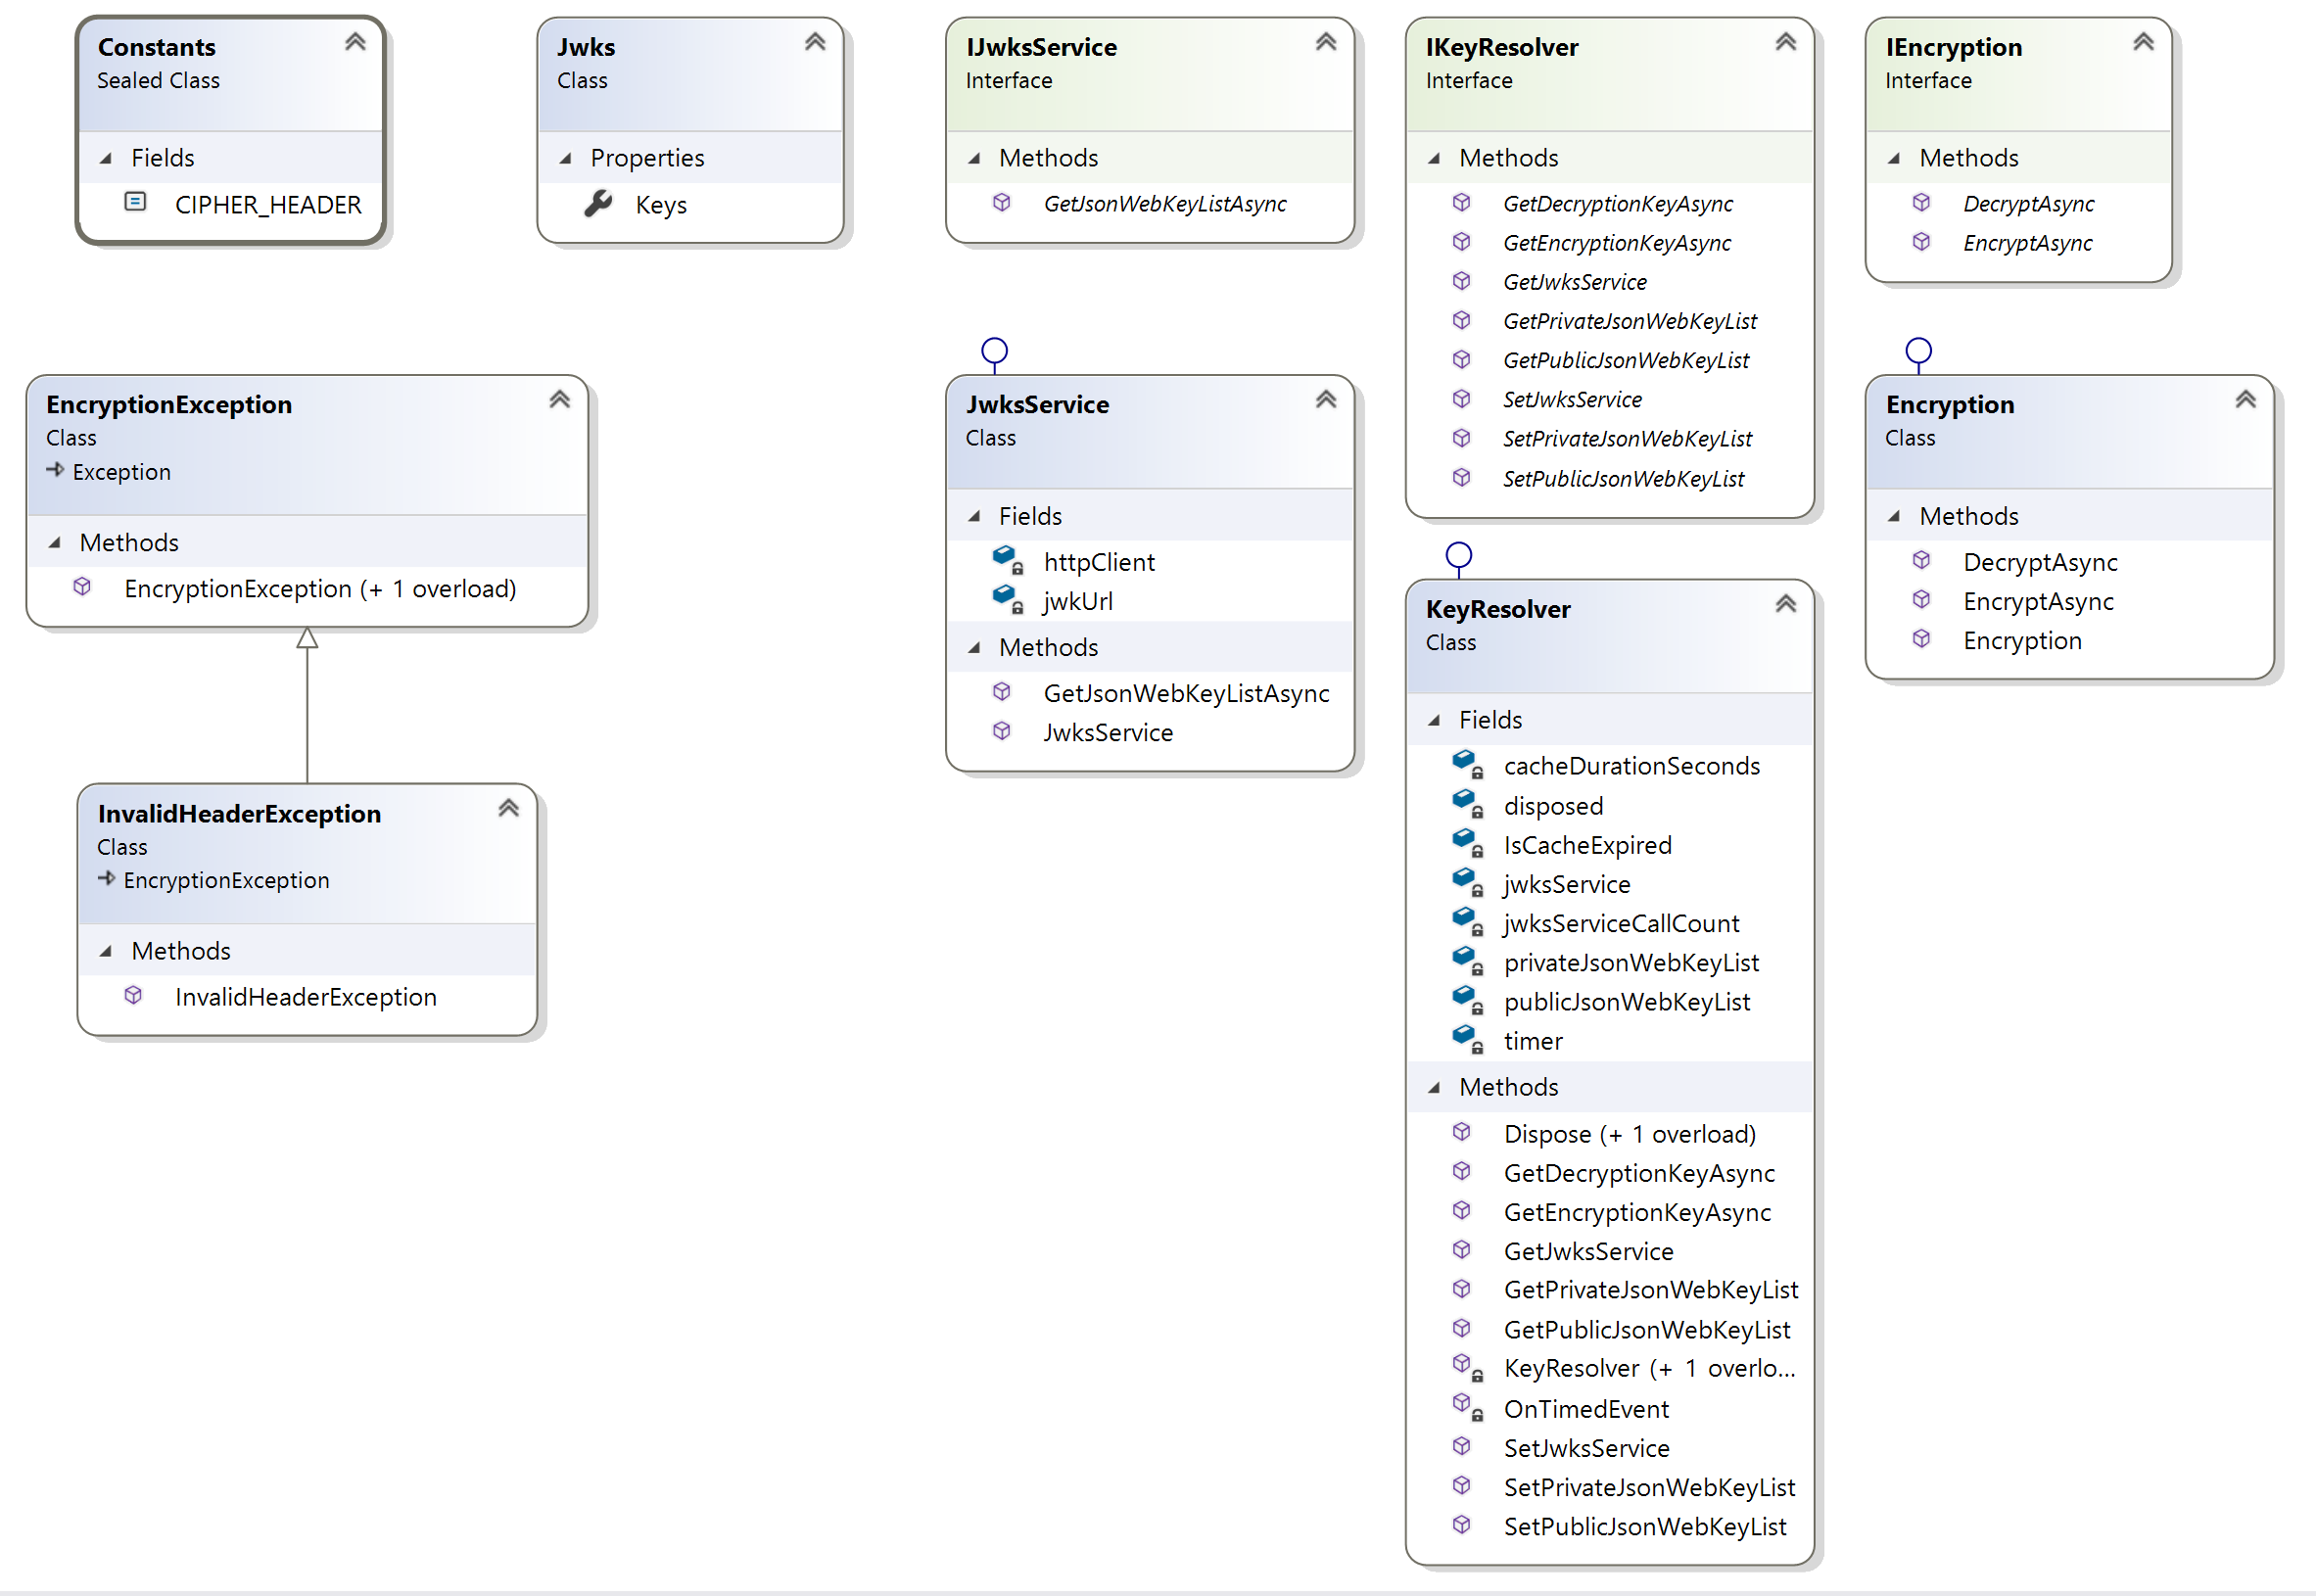 Constants
Sealed Class
Fields
CIPHER_HEADER
Jwks
Class
Properties
Keys
IJwksService
Interface
Methods
GetJsonWebKeyListAsync
IKeyResolver
Interface
Methods
GetDecryptionKeyAsync
GetEncryptionKeyAsync
GetJwksService
GetPrivateJsonWebKeyList
GetPublicJsonWebKeyList
SetJwksService
SetPrivateJsonWebKeyList
SetPublicJsonWebKeyList
IEncryption
Interface
Methods
DecryptAsync
EncryptAsync
EncryptionException
Class
Exception
Methods
EncryptionException (+ 1 overload)
JwksService
Class
Fields
httpClient
jwkUrl
Methods
GetJsonWebKeyListAsync
JwksService
Encryption
Class
Methods
DecryptAsync
EncryptAsync
Encryption
KeyResolver
Class
Fields
cacheDurationSeconds
disposed
IsCacheExpired
jwksService
jwksServiceCallCount
privateJsonWebKeyList
publicJsonWebKeyList
timer
Methods
Dispose (+ 1 overload)
GetDecryptionKeyAsync
GetEncryptionKeyAsync
GetJwksService
GetPrivateJsonWebKeyList
GetPublicJsonWebKeyList
KeyResolver (+ 1 overlo...
OnTimedEvent
SetJwksService
SetPrivateJsonWebKeyList
SetPublicJsonWebKeyList
InvalidHeaderException
Class
EncryptionException
Methods
InvalidHeaderException